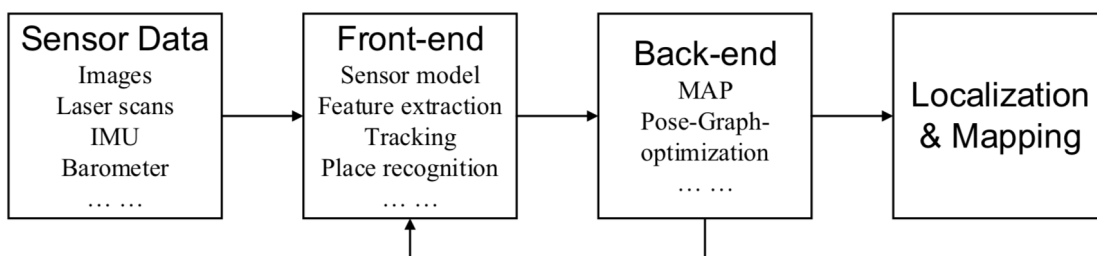 Sensor Data
Images
Laser scans
IMU
Barometer
… …
Front-end
Sensor model
Feature extraction
Tracking
Place recognition
… …
Back-end
MAP
Pose-Graph-
optimization
… …
Localization
& Mapping